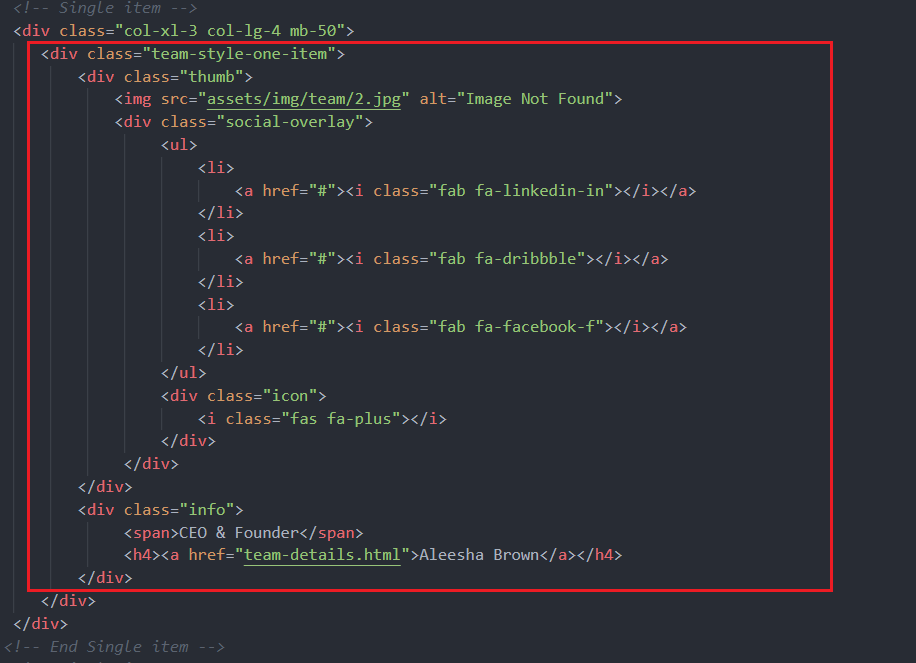 <!-- Single item -->
<div class="col-xl-3 col-lg-4 mb-50">
<div class="team-style-one-item">
<div class="thumb">
<img src="assets/img/team/2.jpg" alt="Image Not Found">
<div class="social-overlay">
<ul>
<li>
<a href="#"><i class="fab fa-linkedin-in"></i></a>
</li>
<li>
<a href="#"><i class="fab fa-dribbble"></i></a>
</li>
<li>
<a href="#"><i class="fab fa-facebook-f"></i></a>
</li>
</ul>
<div class="icon">
<i class="fas fa-plus"></i>
</div>
</div>
</div>
<div class="info">
<span>CEO & Founder</span>
<h4><a href="team-details.html">Aleesha Brown</a></h4>
</div>
</div>
</div>
<!-- End Single item -->